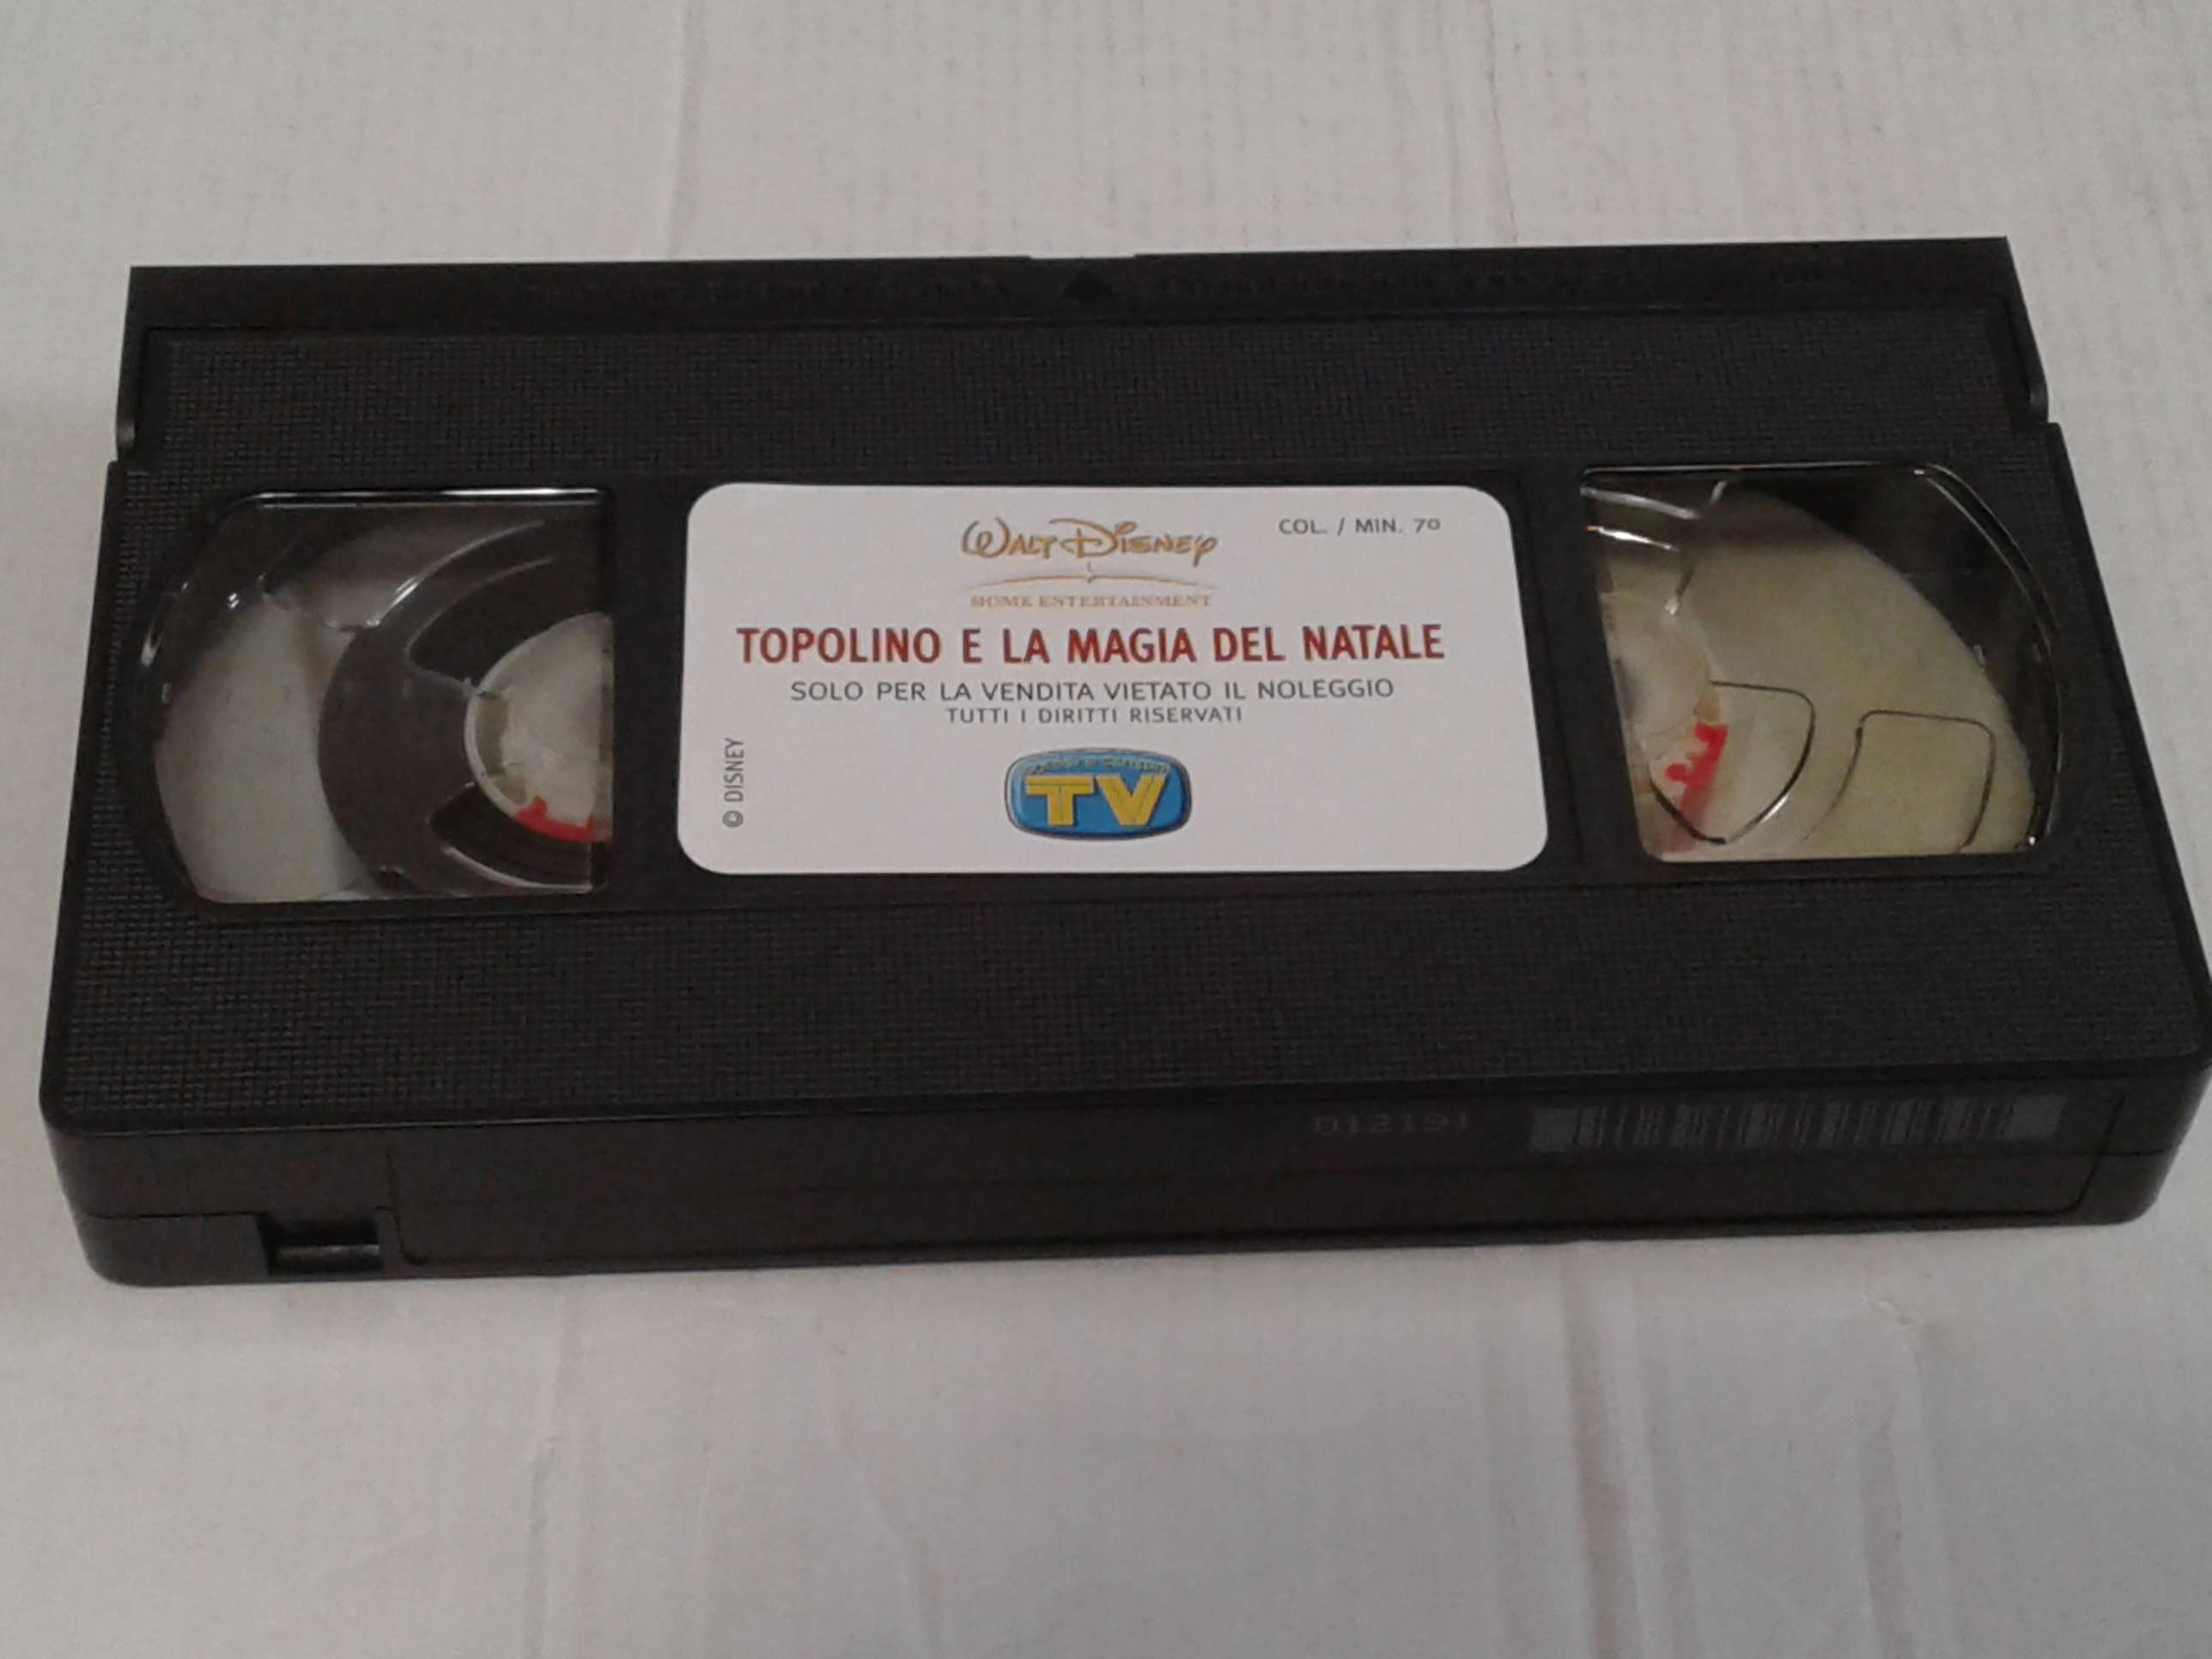 WALT DISNEY
COL. / MIN. 70
HOME ENTERTAINMENT
TOPOLINO E LA MAGIA DEL NATALE
SOLO PER LA VENDITA VIETATO IL NOLEGGIO
TUTTI I DIRITTI RISERVATI
© DISNEY
TV